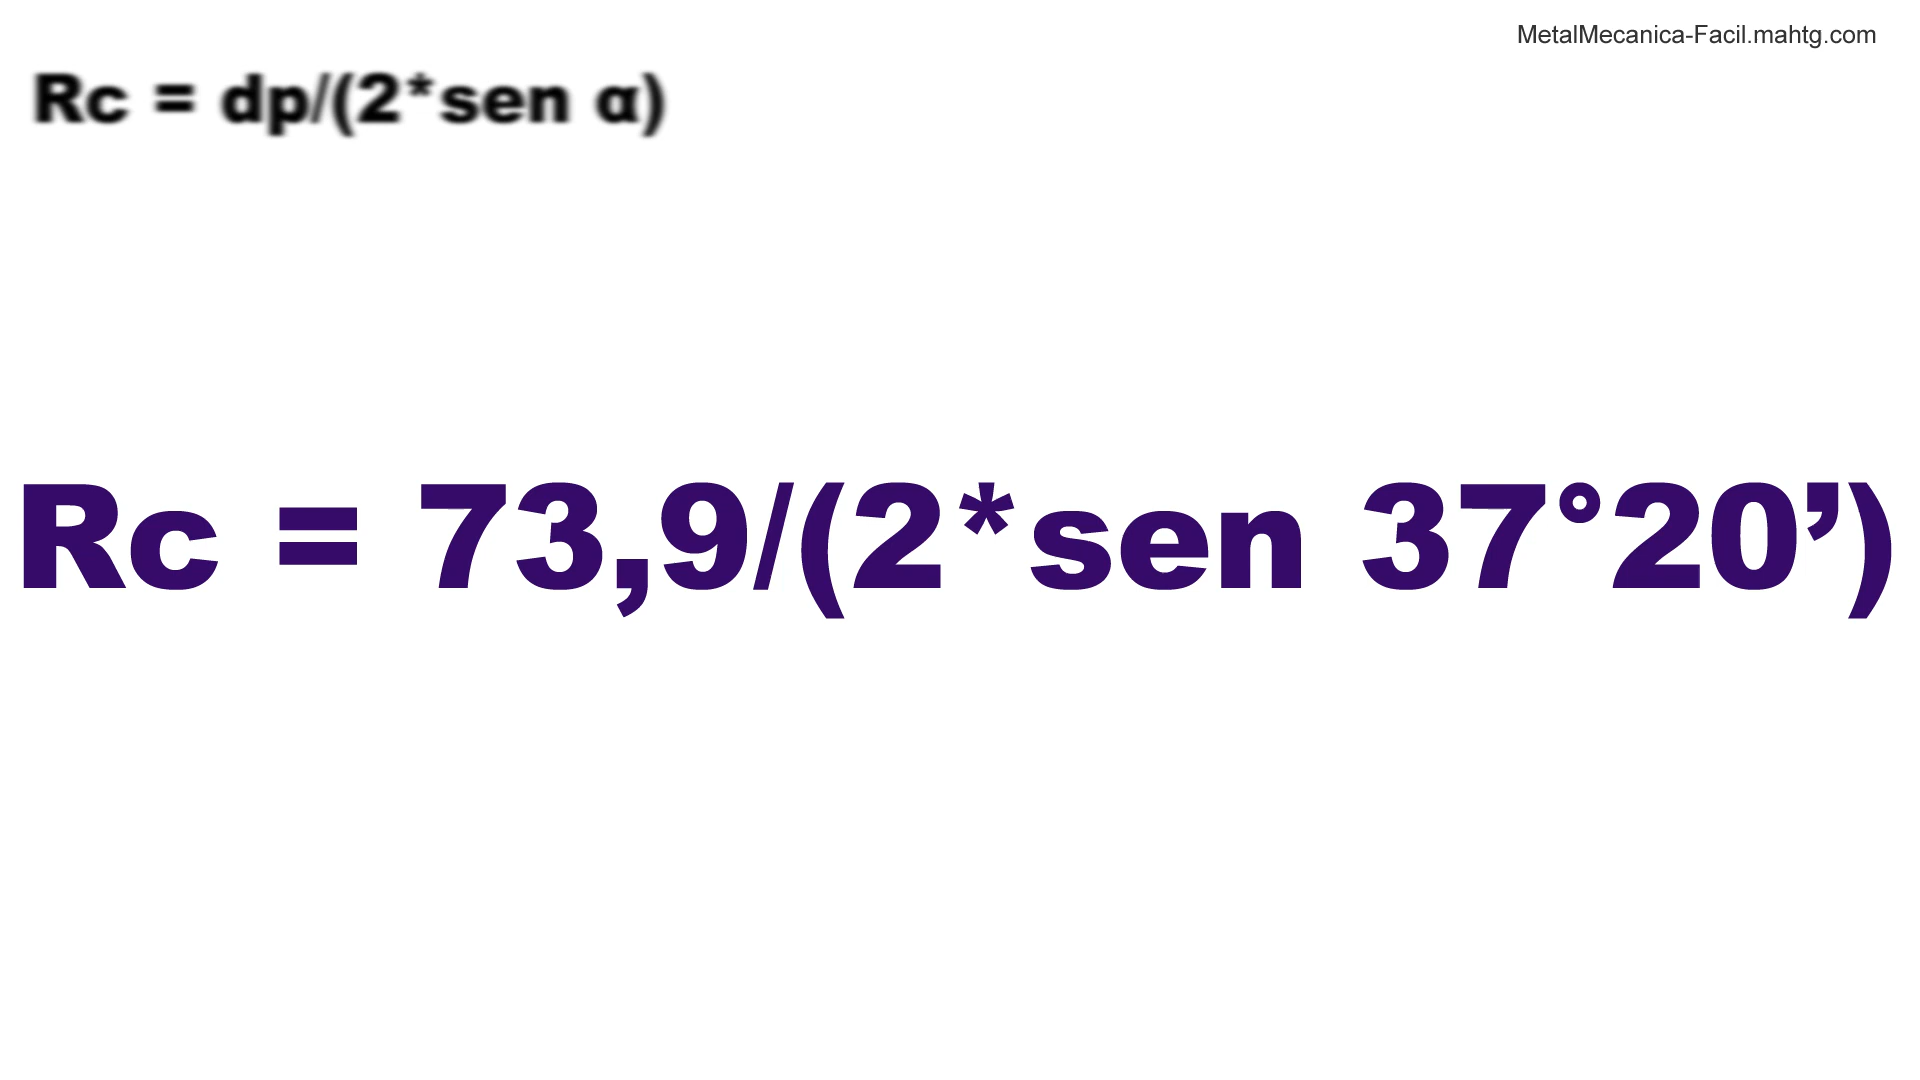 MetalMecanica-Facil.mahtg.com
Rc = dp/(2*sen α)
Rc = 73,9/(2*sen 37°20’)